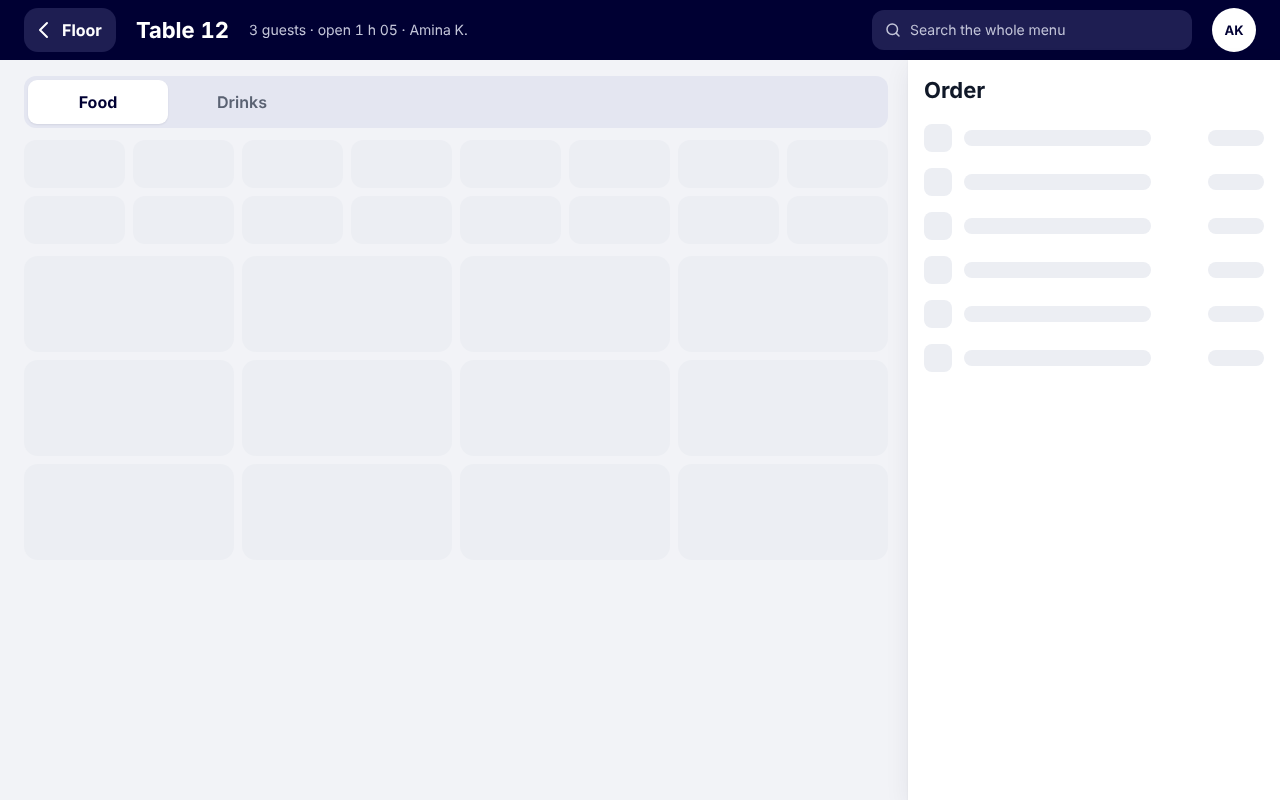 Floor
Table 12
3 guests · open 1 h 05 · Amina K.
Search the whole menu
AK
Food
Drinks
Order